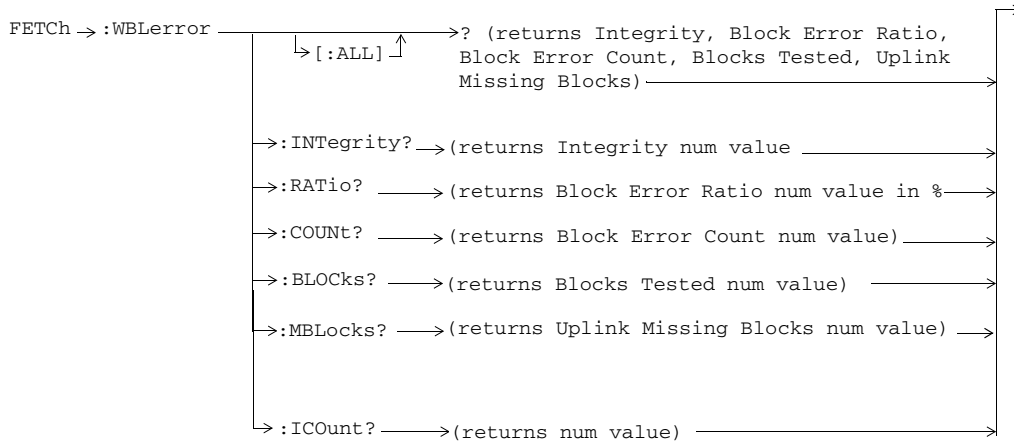 FETCh :WBLerror ? (returns Integrity, Block Error Ratio,
[:ALL] Block Error Count, Blocks Tested, Uplink
Missing Blocks)
:INTegrity? (returns Integrity num value
:RATio? (returns Block Error Ratio num value in %
:COUNt? (returns Block Error Count num value)
:BLOCks? (returns Blocks Tested num value)
:MBLocks? (returns Uplink Missing Blocks num value)
:ICOunt? (returns num value)